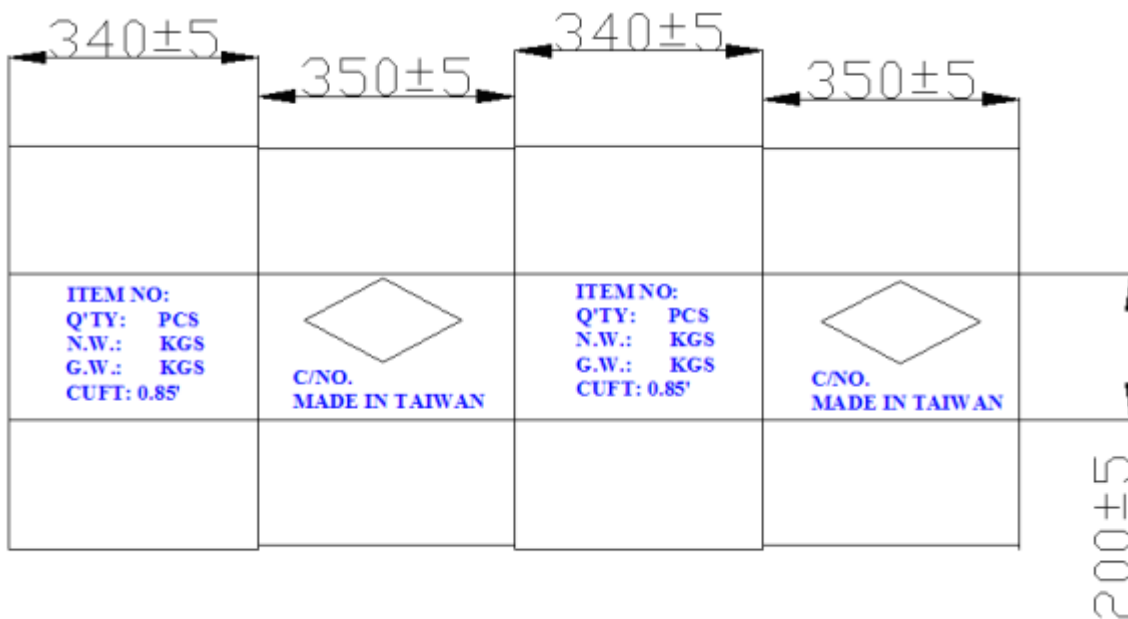 340±5
350±5
340±5
350±5
ITEM NO:
Q'TY: PCS
N.W.: KGS
G.W.: KGS
CUFT: 0.85'
C/NO.
MADE IN TAIWAN
ITEM NO:
Q'TY: PCS
N.W.: KGS
G.W.: KGS
CUFT: 0.85'
C/NO.
MADE IN TAIWAN
200±5